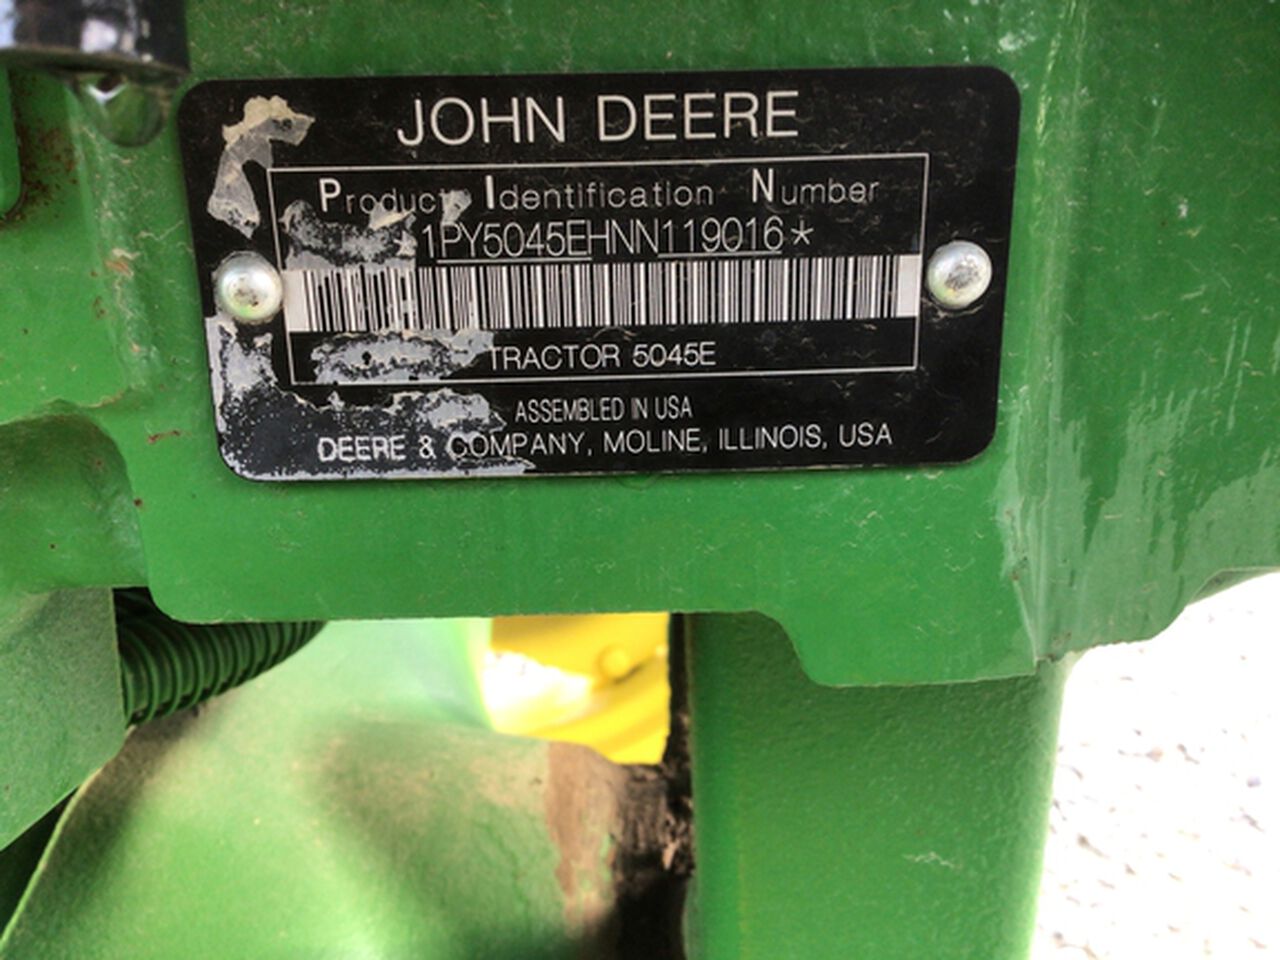 JOHN DEERE
Product Identification Number
*1PY5045EHNN119016*
TRACTOR 5045E
ASSEMBLED IN USA
DEERE & COMPANY, MOLINE, ILLINOIS, USA